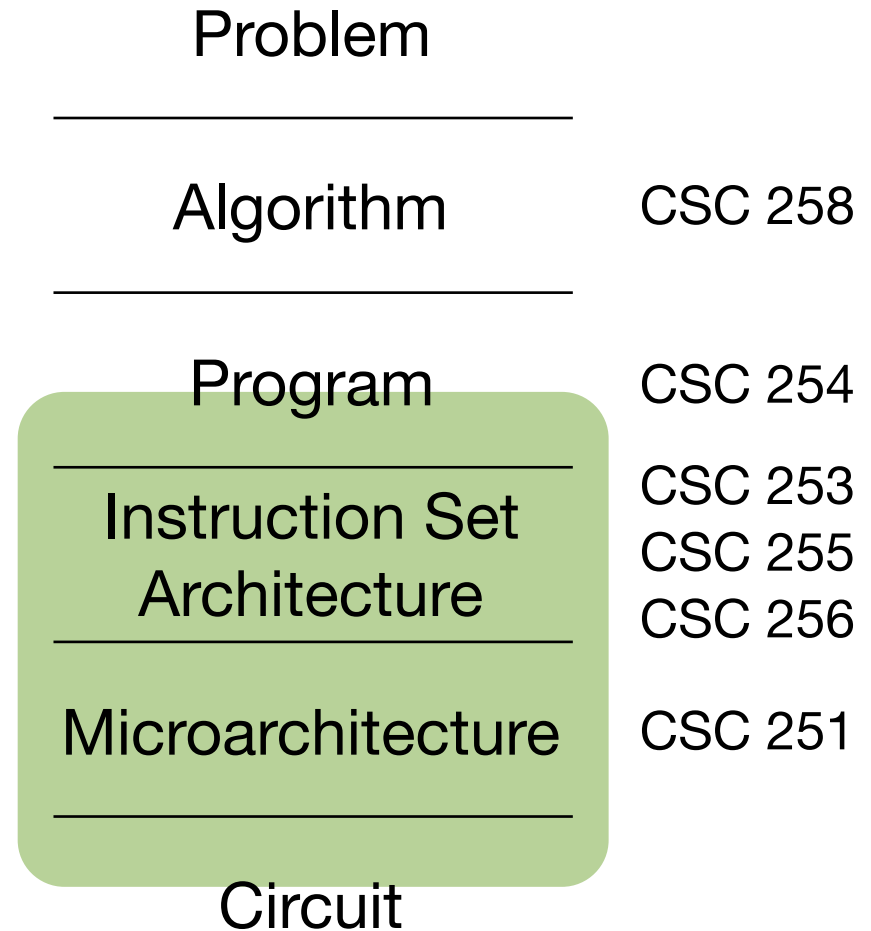 Problem
Algorithm CSC 258
Program CSC 254
CSC 253
Instruction Set
CSC 255
Architecture
CSC 256
Microarchitecture CSC 251
Circuit